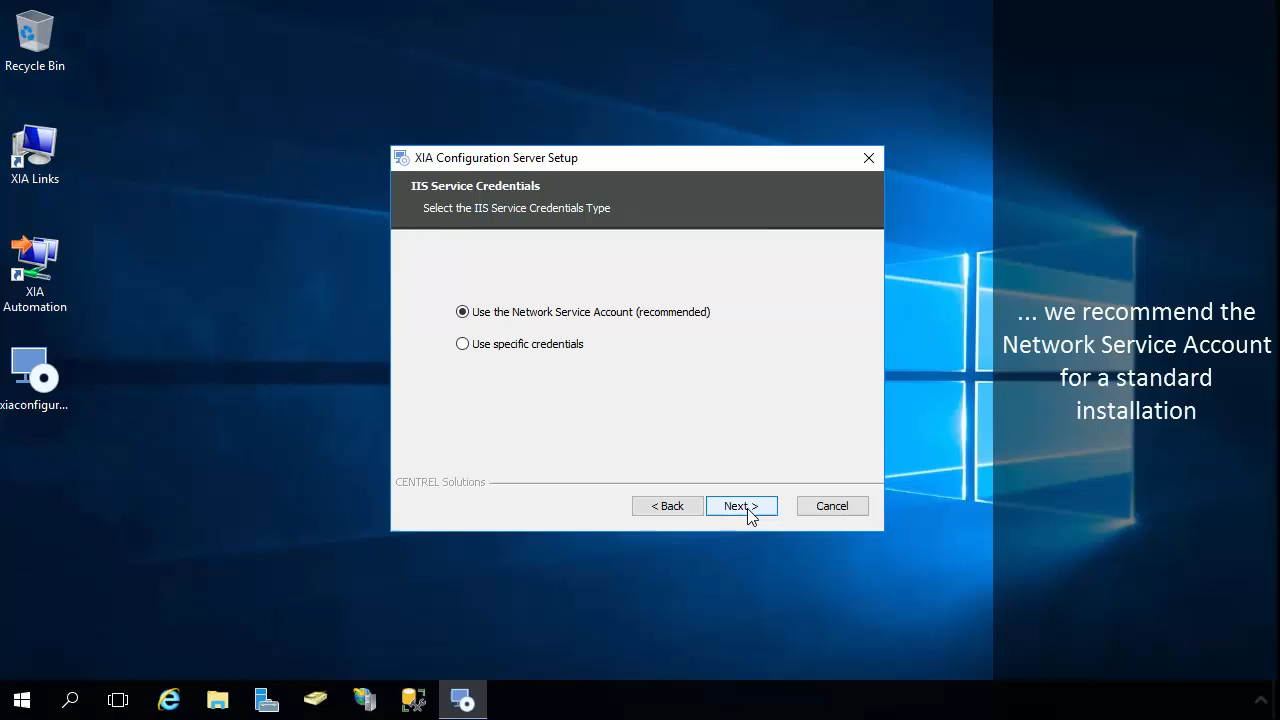 Recycle Bin
XIA Links
XIA
Automation
xiaconfigur...
XIA Configuration Server Setup
IIS Service Credentials
Select the IIS Service Credentials Type
Use the Network Service Account (recommended)
Use specific credentials
CENTREL Solutions
< Back
Next >
Cancel
... we recommend the
Network Service Account
for a standard
installation